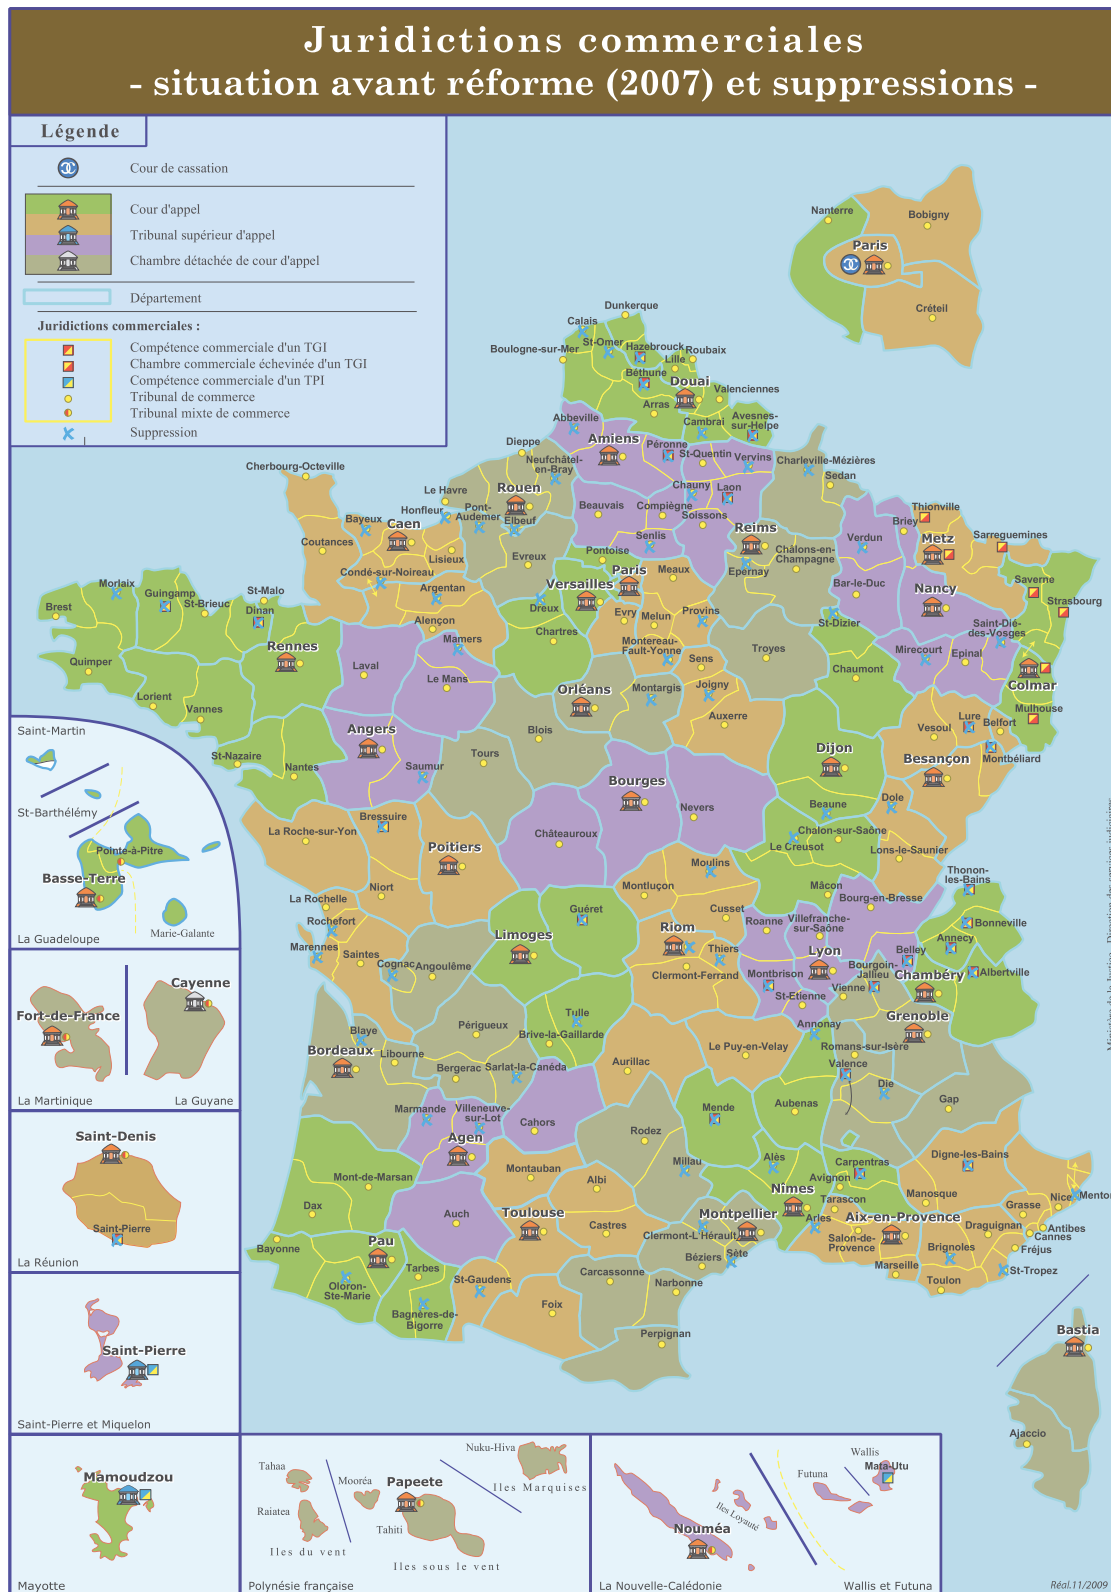 Juridictions commerciales
- situation avant réforme (2007) et suppressions -
Légende
Cour de cassation
Cour d'appel
Tribunal supérieur d'appel
Chambre détachée de cour d'appel
Département
Juridictions commerciales :
Compétence commerciale d'un TGI
Chambre commerciale échevinée d'un TGI
Compétence commerciale d'un TPI
Tribunal de commerce
Tribunal mixte de commerce
Suppression
Nanterre
Bobigny
Paris
Créteil
Dunkerque
Calais
St-Omer
Hazebrouck
Roubaix
Boulogne-sur-Mer
Lille
Béthune
Douai
Valenciennes
Arras
Abbeville
Cambrai
Avesnes-
sur-Helpe
Amiens
Péronne
St-Quentin
Vervins
Charleville-Mézières
Sedan
Dieppe
Neufchâtel-
en-Bray
Cherbourg-Octeville
Rouen
Le Havre
Honfleur
Pont-
Audemer
Elbeuf
Beauvais
Compiègne
Chauny
Laon
Soissons
Senlis
Reims
Châlons-en-
Champagne
Epernay
Verdun
Briey
Thionville
Metz
Sarreguemines
Bayeux
Caen
Coutances
Lisieux
Evreux
Pontoise
Condé-sur-Noireau
Argentan
Alençon
Versailles
Paris
Meaux
Dreux
Evry
Melun
Provins
Chartres
Montereau-
Fault-Yonne
Bar-le-Duc
Nancy
Saverne
Strasbourg
St-Dizier
Saint-Dié-
des-Vosges
Mirecourt
Epinal
Colmar
Mulhouse
Morlaix
Guingamp
St-Malo
Brest
St-Brieuc
Dinan
Rennes
Quimper
Lorient
Vannes
Laval
Mamers
Le Mans
Troyes
Chaumont
Sens
Joigny
Montargis
Orléans
Auxerre
Blois
Lure
Vesoul
Belfort
Montbéliard
Besançon
Dijon
Angers
St-Nazaire
Nantes
Saumur
Tours
Bourges
Nevers
Châteauroux
Dole
Beaune
Chalon-sur-Saône
Le Creusot
Lons-le-Saunier
La Roche-sur-Yon
Bressuire
Poitiers
Niort
Moulins
Montluçon
Mâcon
Bourg-en-Bresse
Thonon-
les-Bains
Bonneville
La Rochelle
Rochefort
Marennes
Saintes
Cognac
Angoulême
Guéret
Limoges
Cusset
Riom
Thiers
Clermont-Ferrand
Roanne
Villefranche-
sur-Saône
Lyon
Belley
Annecy
Albertville
Montbrison
St-Etienne
Bourgoin-
Jallieu
Vienne
Chambéry
Grenoble
Blaye
Bordeaux
Libourne
Périgueux
Tulle
Brive-la-Gaillarde
Bergerac
Sarlat-la-Canéda
Aurillac
Le Puy-en-Velay
Annonay
Romans-sur-Isère
Valence
Die
Gap
Marmande
Villeneuve-
sur-Lot
Agen
Cahors
Rodez
Mende
Aubenas
Mont-de-Marsan
Dax
Montauban
Albi
Millau
Alès
Avignon
Carpentras
Digne-les-Bains
Manosque
Auch
Toulouse
Castres
Clermont-L'Hérault
Montpellier
Nîmes
Tarascon
Arles
Aix-en-Provence
Salon-de-
Provence
Grasse
Nice
Menton
Draguignan
Antibes
Cannes
Fréjus
Brignoles
St-Tropez
Bayonne
Pau
Oloron-
Ste-Marie
Tarbes
Bagnères-de-
Bigorre
St-Gaudens
Foix
Carcassonne
Béziers
Sète
Narbonne
Perpignan
Marseille
Toulon
Bastia
Ajaccio
Saint-Martin
St-Barthélémy
Pointe-à-Pitre
Basse-Terre
La Guadeloupe
Marie-Galante
Cayenne
Fort-de-France
La Martinique
La Guyane
Saint-Denis
Saint-Pierre
La Réunion
Saint-Pierre
Saint-Pierre et Miquelon
Mamoudzou
Mayotte
Tahaa
Raiatea
Iles du vent
Mooréa
Papeete
Tahiti
Nuku-Hiva
Iles Marquises
Iles sous le vent
Polynésie française
Iles Loyauté
Nouméa
La Nouvelle-Calédonie
Wallis
Futuna
Mata-Utu
Wallis et Futuna
Réal.11/2009